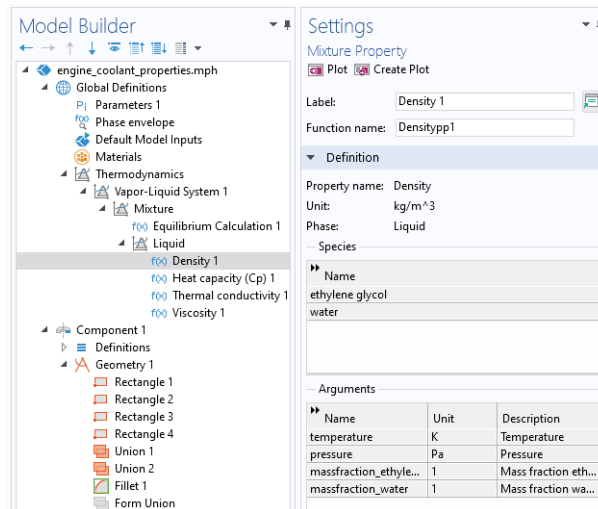 Model Builder
engine_coolant_properties.mph
Global Definitions
Pi Parameters 1
Phase envelope
Default Model Inputs
Materials
Thermodynamics
Vapor-Liquid System 1
Mixture
f(x) Equilibrium Calculation 1
Liquid
f(x) Density 1
f(x) Heat capacity (Cp) 1
f(x) Thermal conductivity 1
f(x) Viscosity 1
Component 1
Definitions
Geometry 1
Rectangle 1
Rectangle 2
Rectangle 3
Rectangle 4
Union 1
Union 2
Fillet 1
Form Union
Settings
Mixture Property
Plot Create Plot
Label: Density 1
Function name: Densitypp1
Definition
Property name: Density
Unit: kg/m^3
Phase: Liquid
Species
Name
ethylene glycol
water
Arguments
Name Unit Description
temperature K Temperature
pressure Pa Pressure
massfraction_ethyle... 1 Mass fraction eth...
massfraction_water 1 Mass fraction wa...